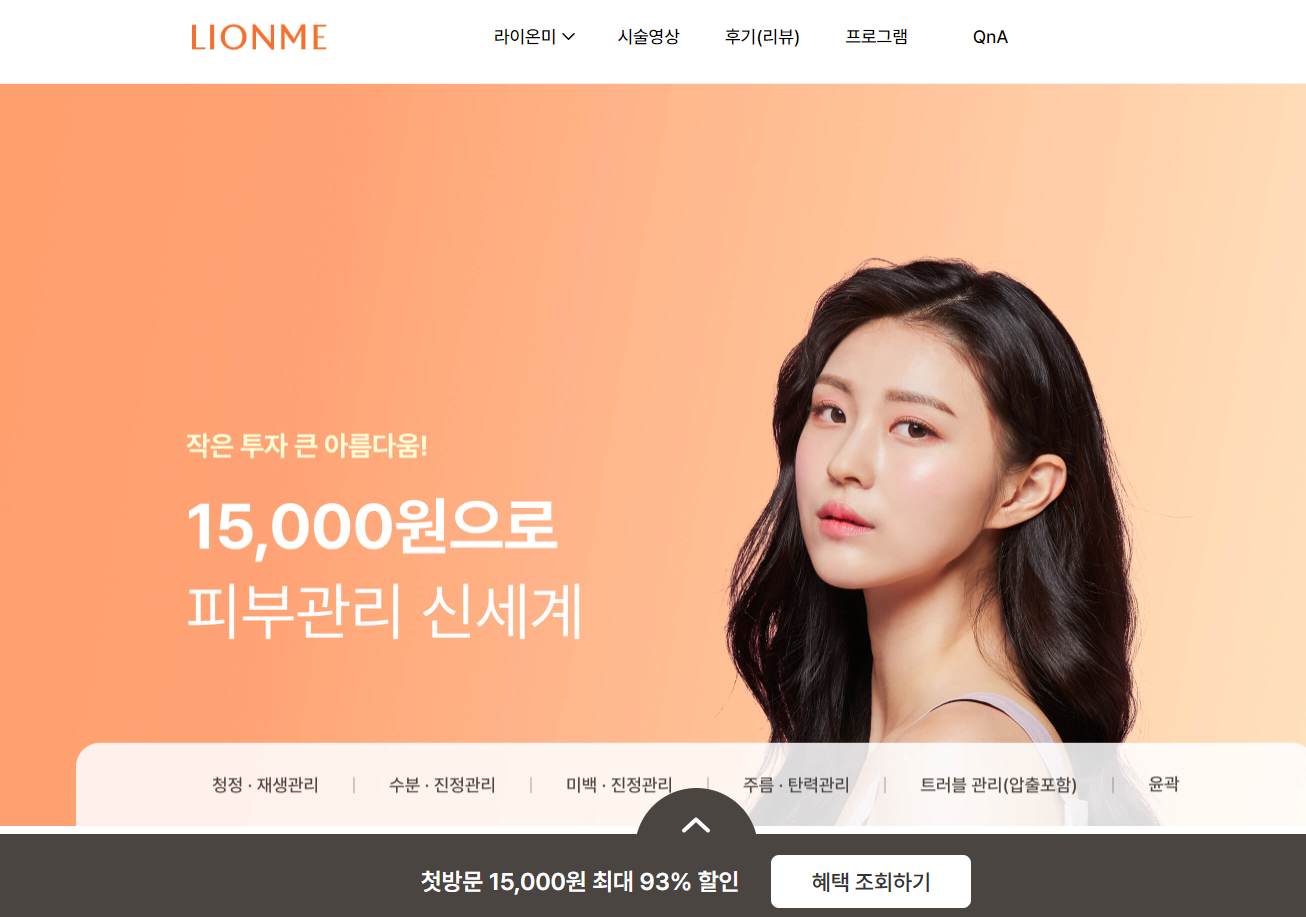 LIONME
라이온미
시술영상
후기(리뷰)
프로그램
QnA
작은 투자 큰 아름다움!
15,000원으로
피부관리 신세계
청정 · 재생관리 | 수분 · 진정관리 | 미백 · 진정관리 | 주름 · 탄력관리 | 트러블 관리(압출포함) | 윤곽
첫방문 15,000원 최대 93% 할인
혜택 조회하기